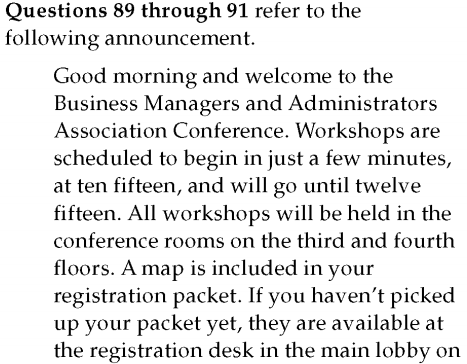 Questions 89 through 91 refer to the
following announcement.
Good morning and welcome to the
Business Managers and Administrators
Association Conference. Workshops are
scheduled to begin in just a few minutes,
at ten fifteen, and will go until twelve
fifteen. All workshops will be held in the
conference rooms on the third and fourth
floors. A map is included in your
registration packet. If you haven’t picked
up your packet yet, they are available at
the registration desk in the main lobby on